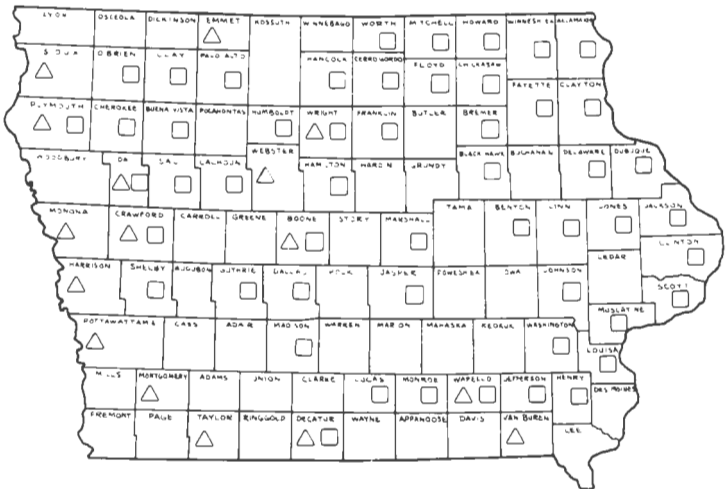 LYON OSCEOLA DICKINSON EMMET KOSSUTH WINNEBAGO WORTH MITCHELL HOWARD WINNESHIEK ALLAMAKEE
SIOUX O'BRIEN CLAY PALO ALTO HANCOCK CERRO GORDO FLOYD CHICKASAW
FAYETTE CLAYTON
PLYMOUTH CHEROKEE BUENA VISTA POCAHONTAS HUMBOLDT WRIGHT FRANKLIN BUTLER BREMER
WOODBURY IDA SAC CALHOUN WEBSTER HAMILTON HARDIN GRUNDY BLACK HAWK BUCHANAN DELAWARE DUBUQUE
MONONA CRAWFORD CARROLL GREENE BOONE STORY MARSHALL TAMA BENTON LINN JONES JACKSON
CLINTON
CEDAR
HARRISON SHELBY AUDUBON GUTHRIE DALLAS POLK JASPER POWESHIEK IOWA JOHNSON
SCOTT
MUSCATINE
POTTAWATTAMIE CASS ADAIR MADISON WARREN MARION MAHASKA KEOKUK WASHINGTON
LOUISA
MILLS MONTGOMERY ADAMS UNION CLARKE LUCAS MONROE WAPELLO JEFFERSON HENRY
DES MOINES
FREMONT PAGE TAYLOR RINGGOLD DECATUR WAYNE APPANOOSE DAVIS VAN BUREN
LEE